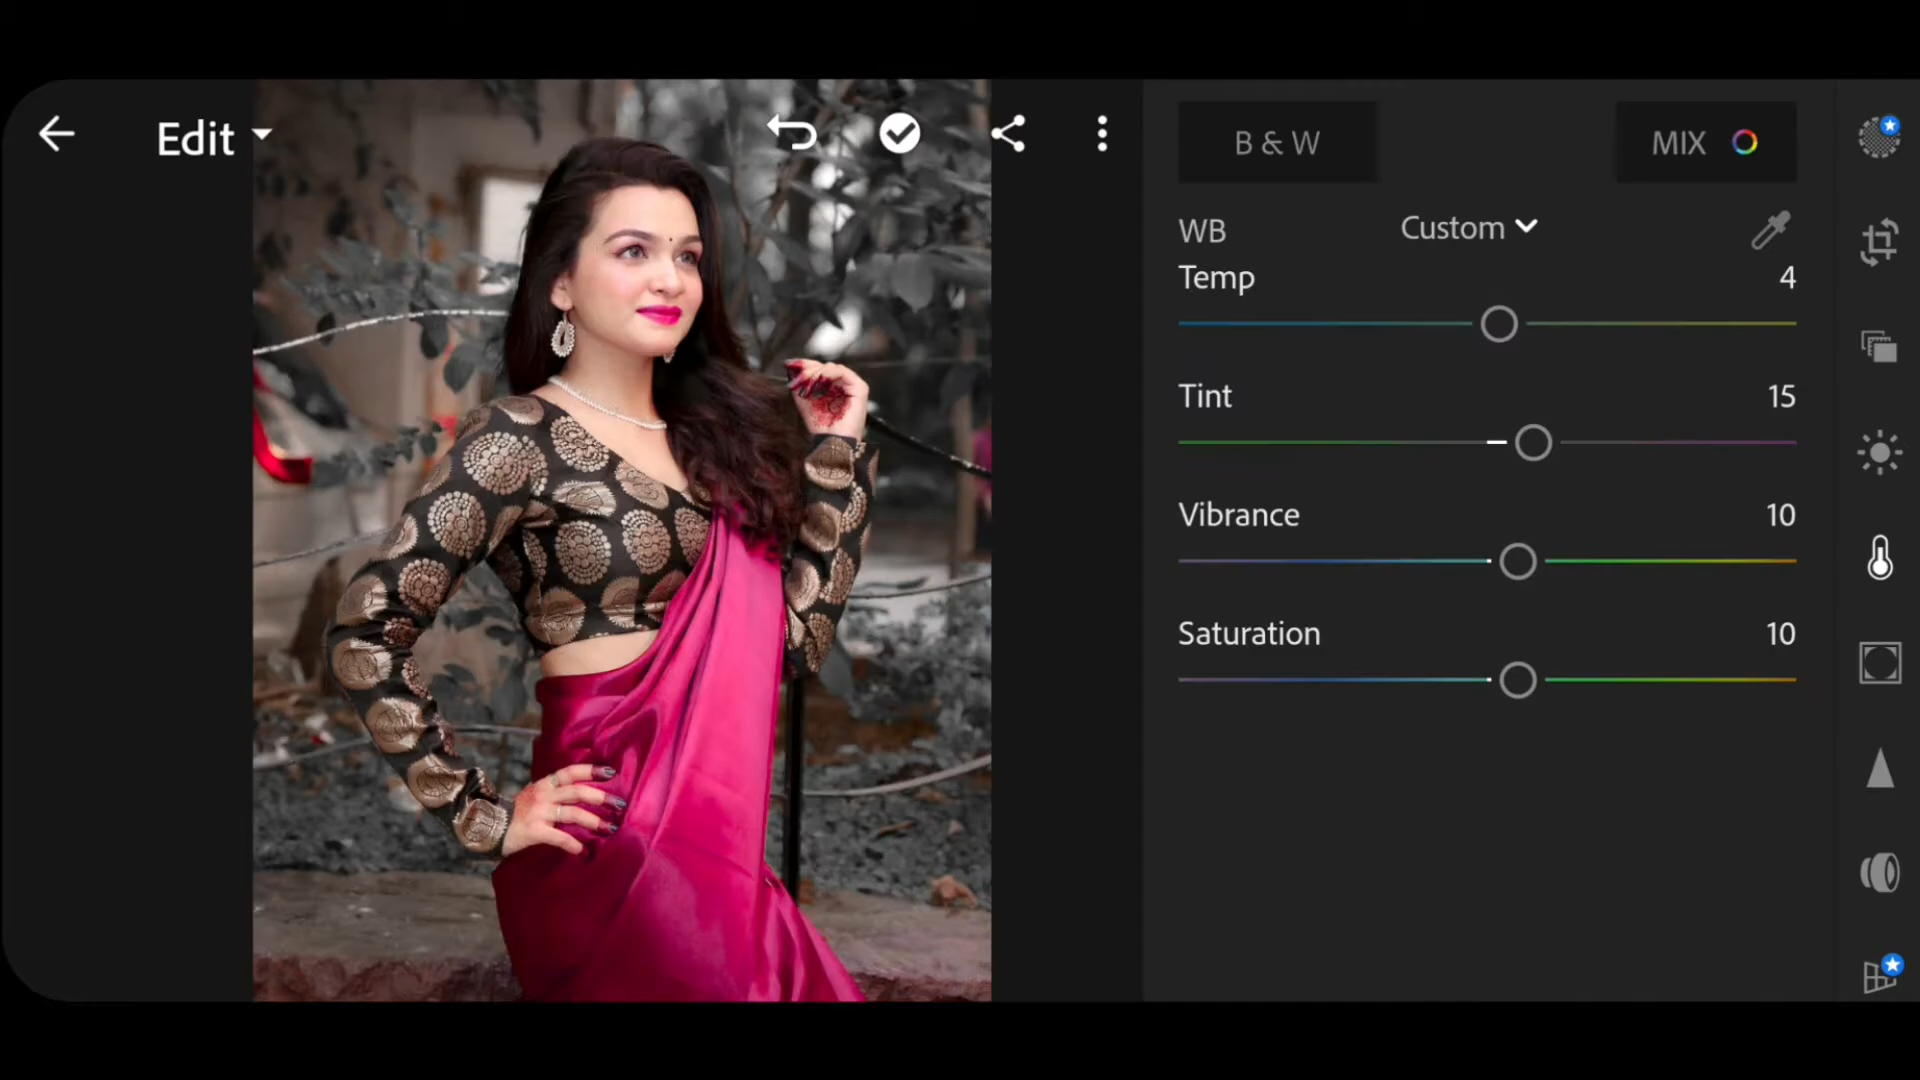 Edit
B & W
MIX
WB
Custom
Temp
4
Tint
15
Vibrance
10
Saturation
10